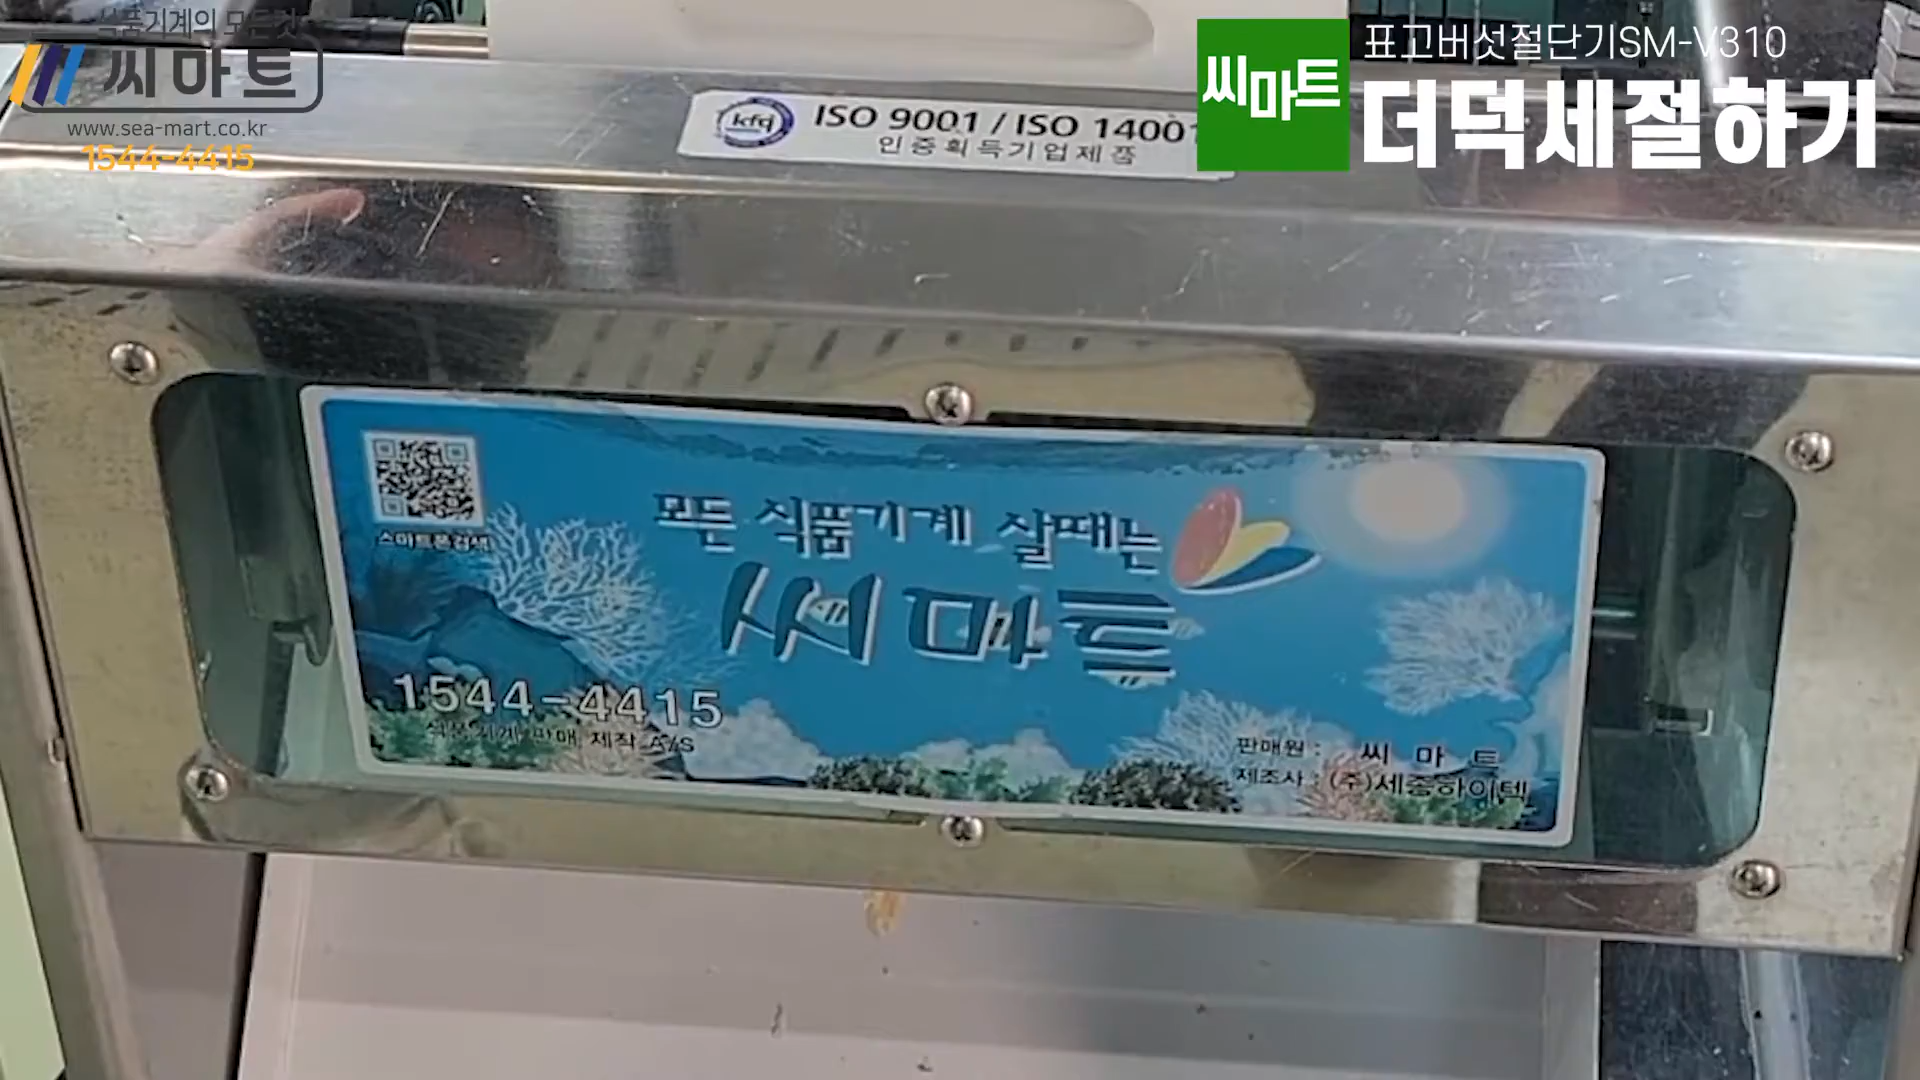 식품기계의 모든것
씨마트
www.sea-mart.co.kr
1544-4415
씨마트
표고버섯절단기SM-V310
더덕세절하기
kfq
ISO 9001 / ISO 14001
인증획득기업제품
스마트폰검색
모든 식품기계 살때는
씨마트
1544-4415
식품기계 판매, 제작, A/S
판매원 : 씨 마 트
제조사 : (주)세종하이텍